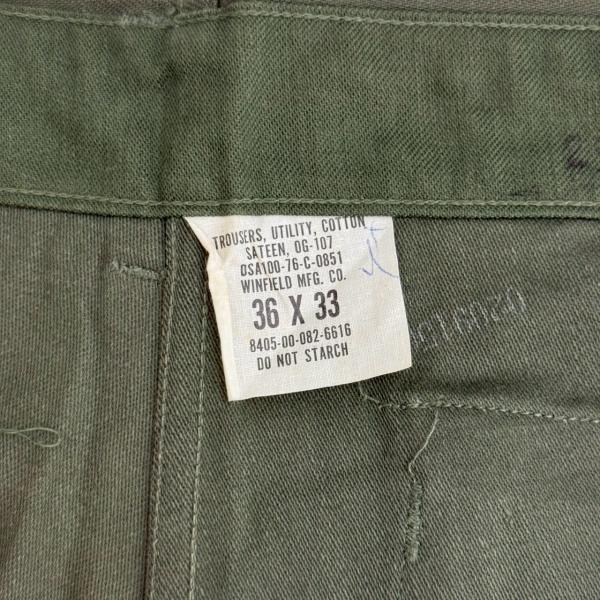 TROUSERS, UTILITY, COTTON
SATEEN, OG-107
DSA100-76-C-0851
WINFIELD MFG. CO.
36 X 33
8405-00-082-6616
DO NOT STARCH